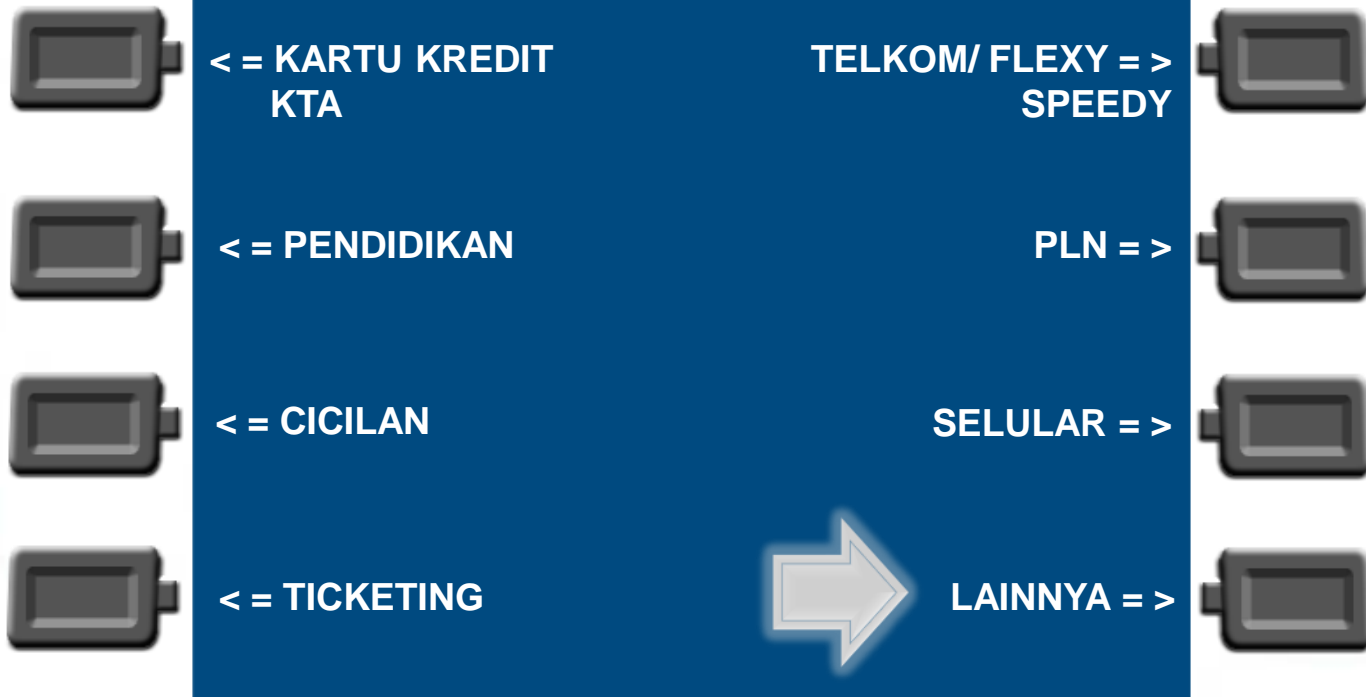 < = KARTU KREDIT
KTA
TELKOM/ FLEXY = >
SPEEDY
< = PENDIDIKAN
PLN = >
< = CICILAN
SELULAR = >
< = TICKETING
LAINNYA = >